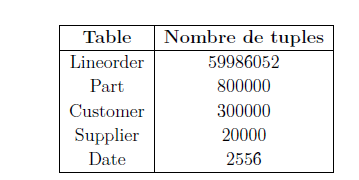 Table Nombre de tuples
Lineorder 59986052
Part 800000
Customer 300000
Supplier 20000
Date 2556